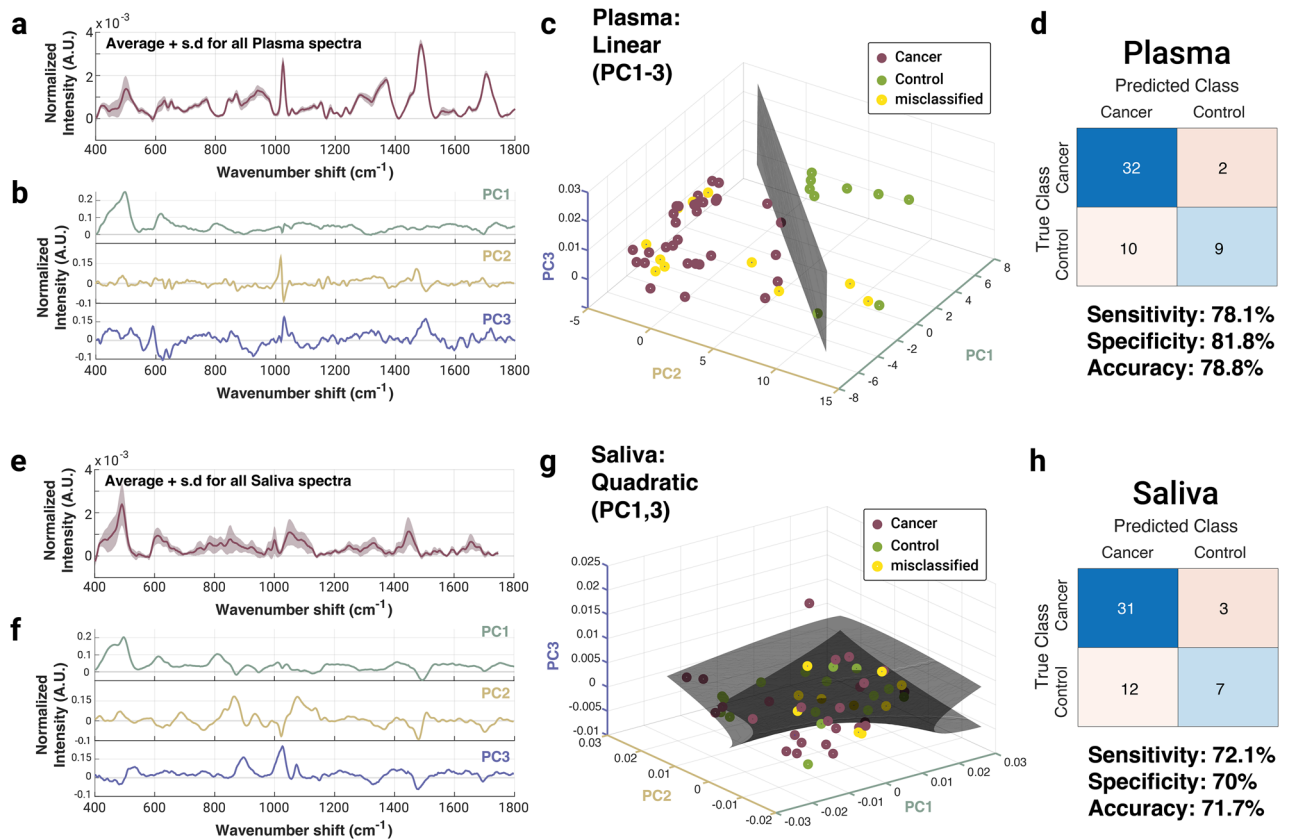 a
4 ×10⁻³
Average + s.d for all Plasma spectra
Normalized
Intensity (A.U.)
2
0
400 600 800 1000 1200 1400 1600 1800
Wavenumber shift (cm⁻¹)
b
PC1
0.2
0.1
0
PC2
0.15
0
-0.1
PC3
0.15
0
-0.1
Normalized
Intensity (A.U.)
400 600 800 1000 1200 1400 1600 1800
Wavenumber shift (cm⁻¹)
c
Plasma:
Linear
(PC1-3)
Cancer
Control
misclassified
0.03
0.02
0.01
0
PC3
-5
0
5
10
15
PC2
-8
-6
-4
-2
0
2
4
6
8
PC1
d
Plasma
Predicted Class
Cancer Control
True Class
Cancer
Control
32 2
10 9
Sensitivity: 78.1%
Specificity: 81.8%
Accuracy: 78.8%
e
4 ×10⁻³
Average + s.d for all Saliva spectra
Normalized
Intensity (A.U.)
2
0
400 600 800 1000 1200 1400 1600 1800
Wavenumber shift (cm⁻¹)
f
PC1
0.2
0.1
0
PC2
0.15
0
-0.1
PC3
0.15
0
-0.1
Normalized
Intensity (A.U.)
400 600 800 1000 1200 1400 1600 1800
Wavenumber shift (cm⁻¹)
g
Saliva:
Quadratic
(PC1,3)
Cancer
Control
misclassified
0.025
0.02
0.015
0.01
0.005
0
-0.005
-0.01
PC3
0.03
0.02
0.01
0
-0.01
-0.02
PC2
-0.03
-0.02
-0.01
0
0.01
0.02
0.03
PC1
h
Saliva
Predicted Class
Cancer Control
True Class
Cancer
Control
31 3
12 7
Sensitivity: 72.1%
Specificity: 70%
Accuracy: 71.7%